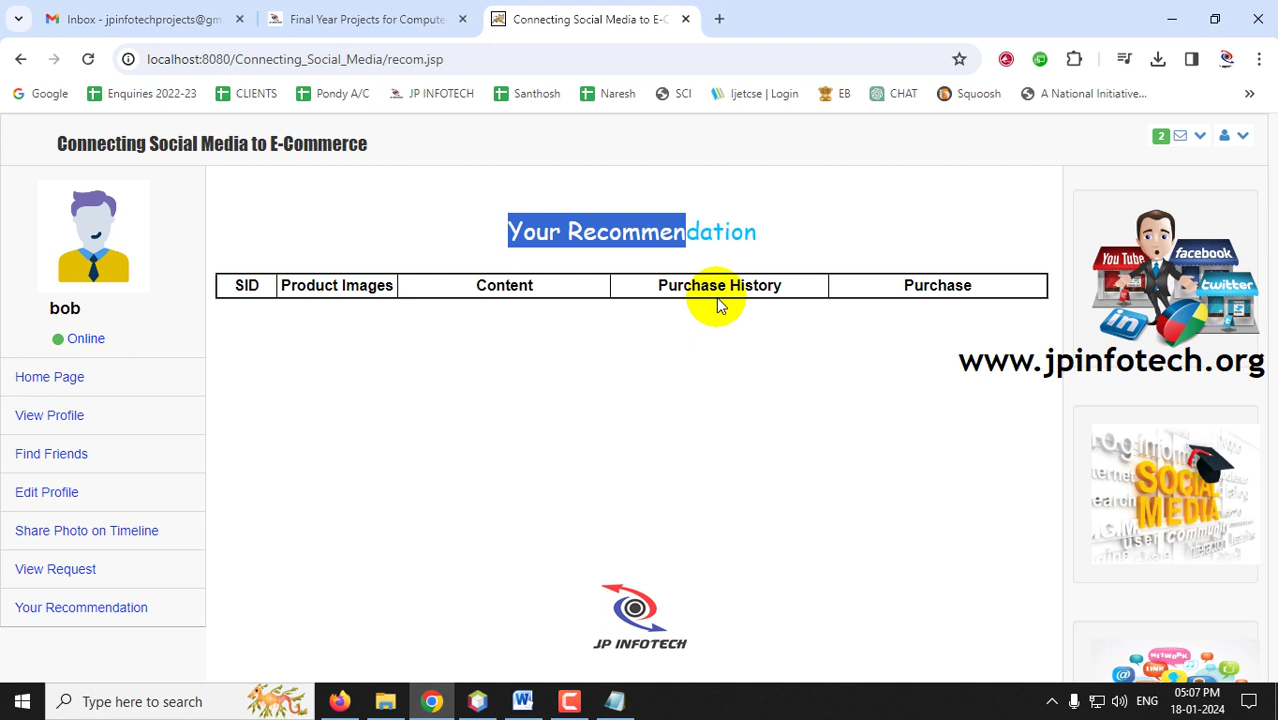 Inbox - jpinfotechprojects@gm
Final Year Projects for Compute
Connecting Social Media to E-C
localhost:8080/Connecting_Social_Media/recom.jsp
Google
Enquiries 2022-23
CLIENTS
Pondy A/C
JP INFOTECH
Santhosh
Naresh
SCI
Ijetcse | Login
EB
CHAT
Squoosh
A National Initiative...
Connecting Social Media to E-Commerce
2
bob
Online
Home Page
View Profile
Find Friends
Edit Profile
Share Photo on Timeline
View Request
Your Recommendation
Your Recommendation
SID Product Images Content Purchase History Purchase
You Tube
facebook
twitter
in
www.jpinfotech.org
SOCIAL
MEDIA
NETWORK
JP INFOTECH
Type here to search
ENG
05:07 PM
18-01-2024